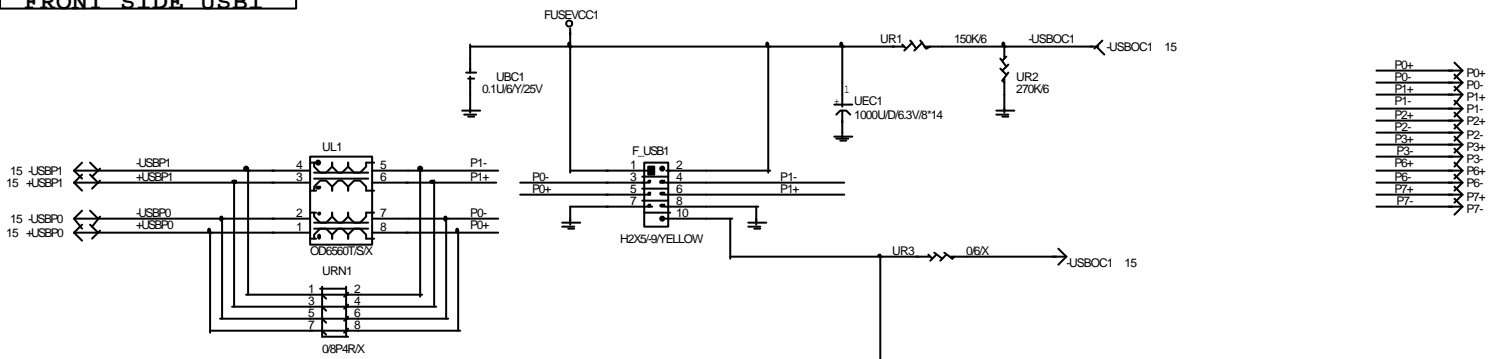 FRONT SIDE USB1
FUSEVCC1
UBC1
0.1U/6/Y/25V
UR1
150K/6
-USBOC1
-USBOC1 15
UR2
270K/6
1
+
UEC1
1000U/D/6.3V/8*14
UL1
15 -USBP1
-USBP1
4
5
P1-
15 +USBP1
+USBP1
3
6
P1+
15 -USBP0
-USBP0
2
7
P0-
15 +USBP0
+USBP0
1
8
P0+
OD6560T/S/X
URN1
1
2
3
4
5
6
7
8
0/8P4R/X
F_USB1
1
2
P0-
3
4
P1-
P0+
5
6
P1+
7
8
10
H2X5/-9/YELLOW
UR3
0/6/X
-USBOC1 15
P0+
P0+
P0-
P0-
P1+
P1+
P1-
P1-
P2+
P2+
P2-
P2-
P3+
P3+
P3-
P3-
P6+
P6+
P6-
P6-
P7+
P7+
P7-
P7-